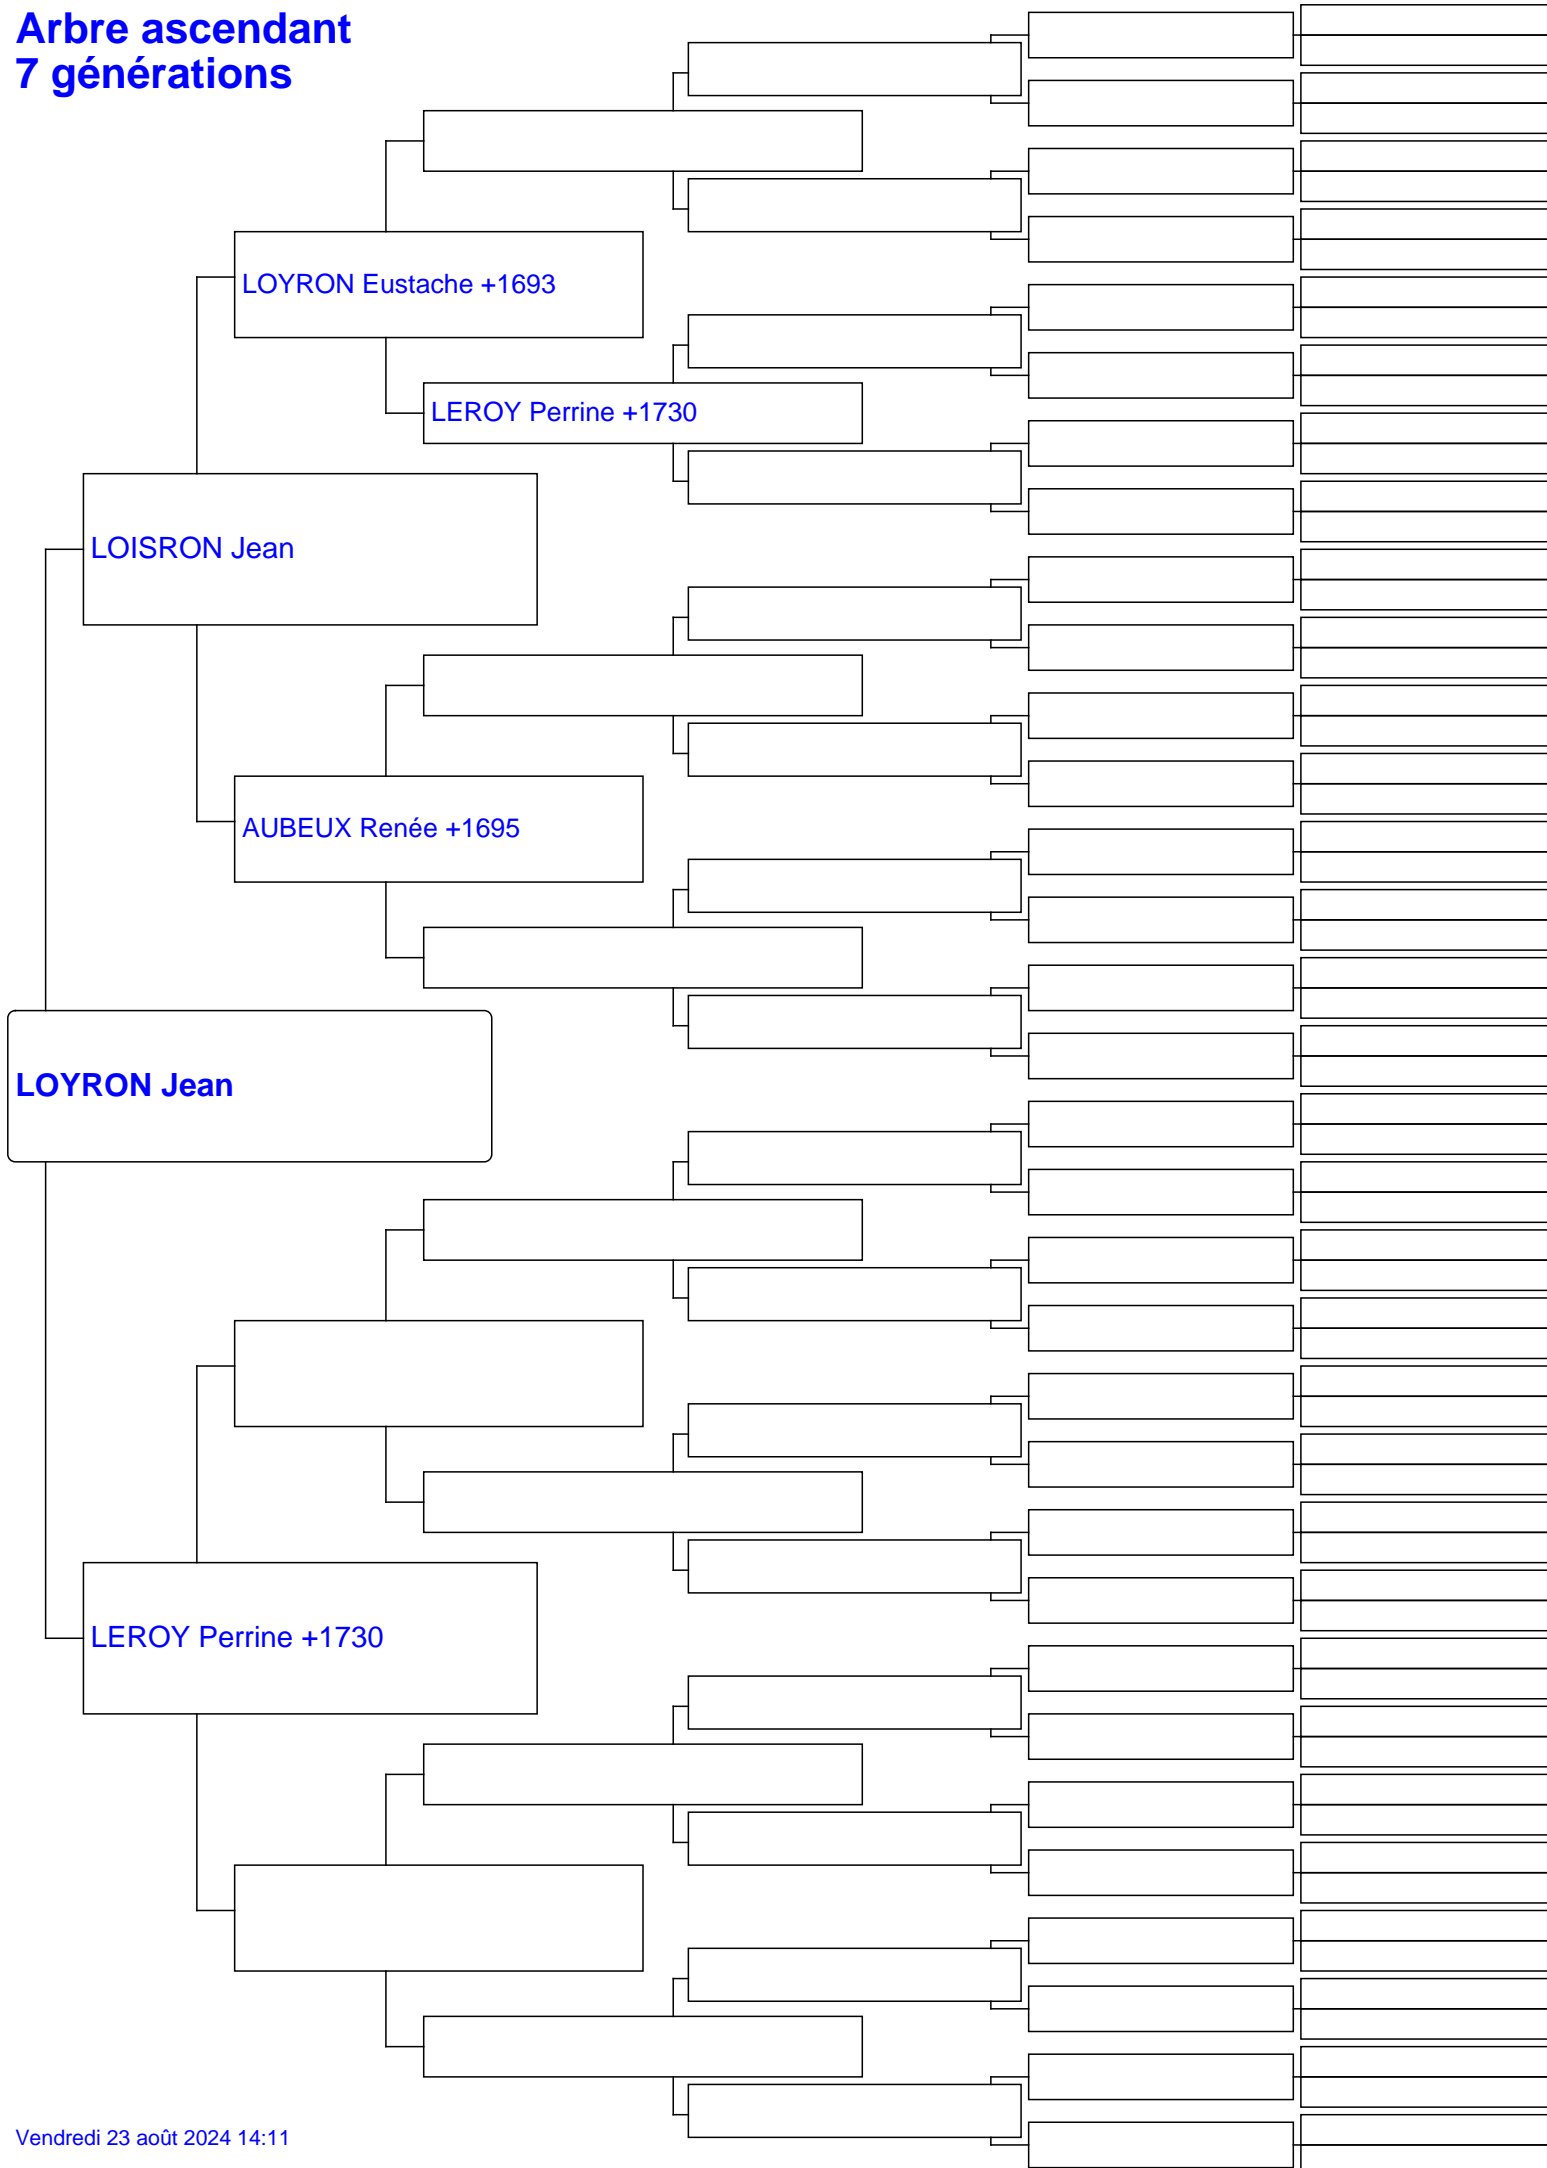 Arbre ascendant
7 générations
LOYRON Eustache +1693
LEROY Perrine +1730
LOISRON Jean
AUBEUX Renée +1695
LOYRON Jean
LEROY Perrine +1730
Vendredi 23 août 2024 14:11